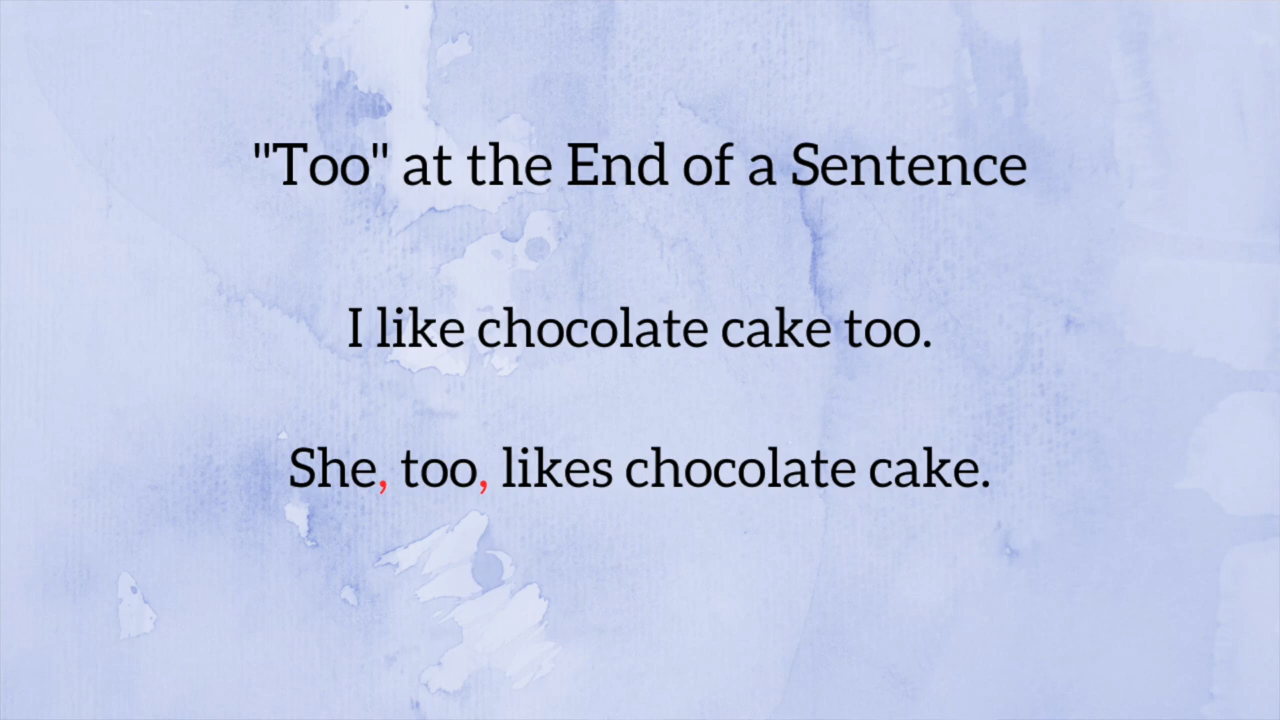 "Too" at the End of a Sentence
I like chocolate cake too.
She, too, likes chocolate cake.